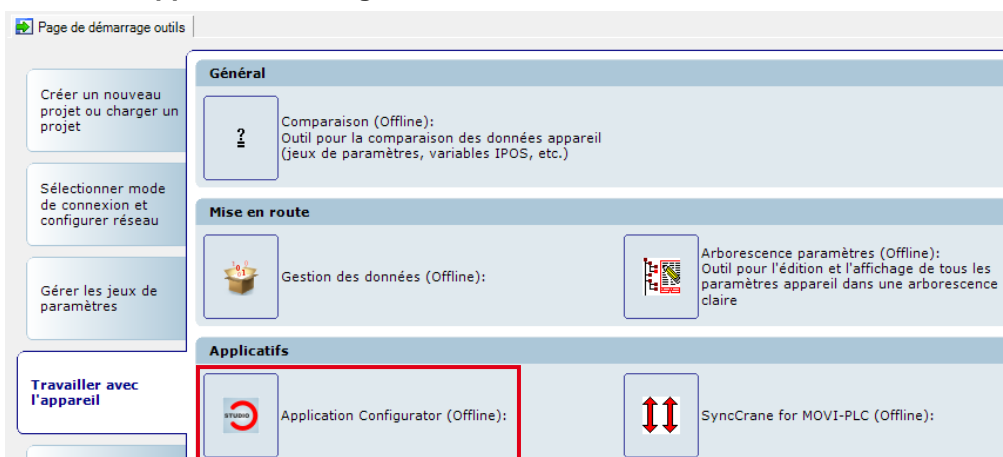 Page de démarrage outils
Créer un nouveau
projet ou charger un
projet
Sélectionner mode
de connexion et
configurer réseau
Gérer les jeux de
paramètres
Travailler avec
l'appareil
Général
?
Comparaison (Offline):
Outil pour la comparaison des données appareil
(jeux de paramètres, variables IPOS, etc.)
Mise en route
Gestion des données (Offline):
Arborescence paramètres (Offline):
Outil pour l'édition et l'affichage de tous les
paramètres appareil dans une arborescence
claire
Applicatifs
STUDIO
Application Configurator (Offline):
SyncCrane for MOVI-PLC (Offline):